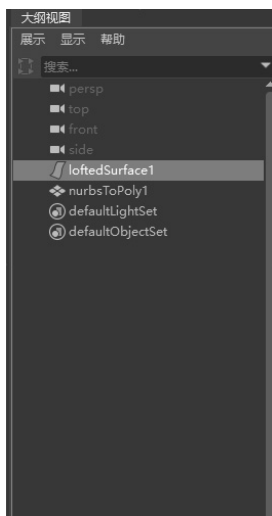 大纲视图
展示 显示 帮助
搜索...
persp
top
front
side
loftedSurface1
nurbsToPoly1
defaultLightSet
defaultObjectSet